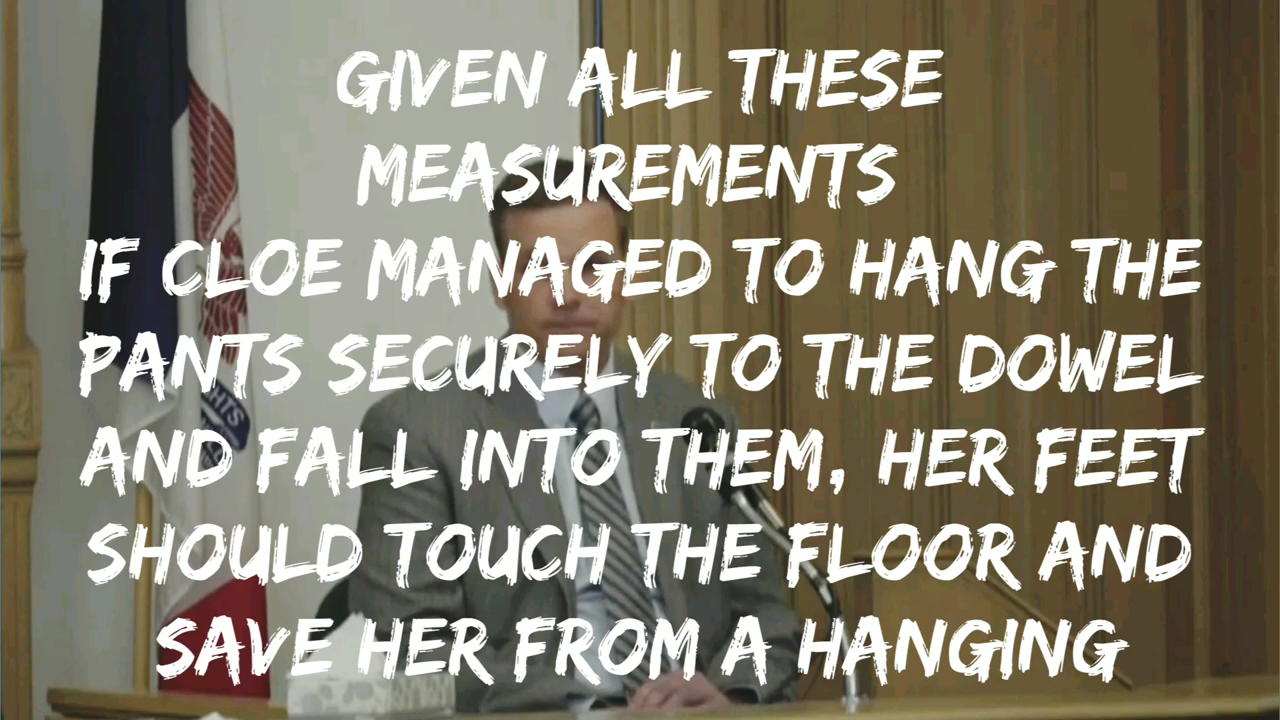 GIVEN ALL THESE
MEASUREMENTS
IF CLOE MANAGED TO HANG THE
PANTS SECURELY TO THE DOWEL
AND FALL INTO THEM, HER FEET
SHOULD TOUCH THE FLOOR AND
SAVE HER FROM A HANGING